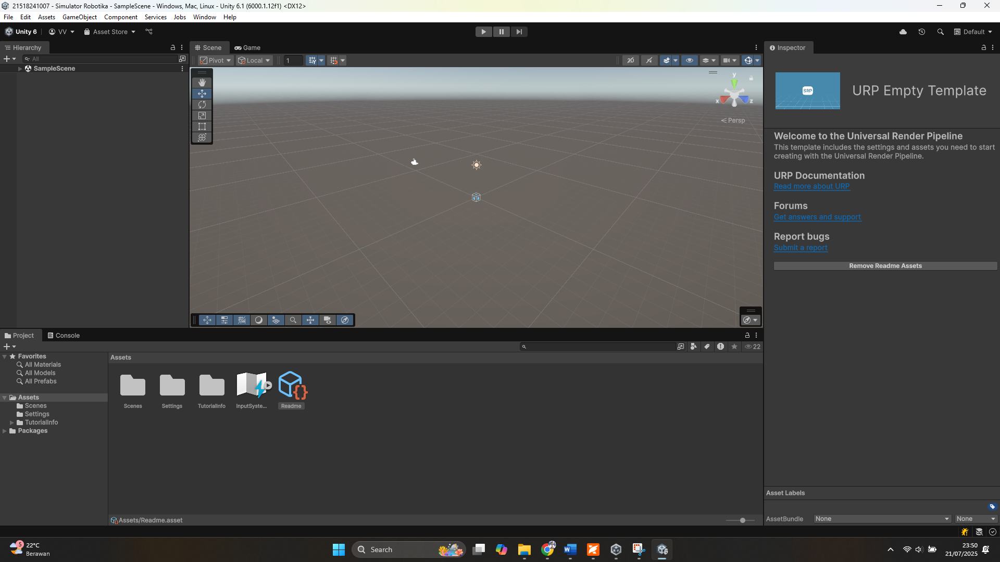 21518241007 - Simulator Robotika - SampleScene - Windows, Mac, Linux - Unity 6.1 (6000.1.12f1) <DX12>
File Edit Assets GameObject Component Services Jobs Window Help
Unity 6 VV Asset Store Default
Hierarchy
All
SampleScene
Scene Game
Pivot Local 1
y
x z
Persp
Inspector
SRP
URP Empty Template
Welcome to the Universal Render Pipeline
This template includes the settings and assets you need to start
creating with the Universal Render Pipeline.
URP Documentation
Read more about URP
Forums
Get answers and support
Report bugs
Submit a report
Remove Readme Assets
Project Console
22
Favorites
All Materials
All Models
All Prefabs
Assets
Scenes
Settings
TutorialInfo
Packages
Assets
Scenes Settings TutorialInfo InputSyste... Readme
Assets/Readme.asset
Asset Labels
AssetBundle None None
5
22°C
Berawan
Search
23:50
21/07/2025